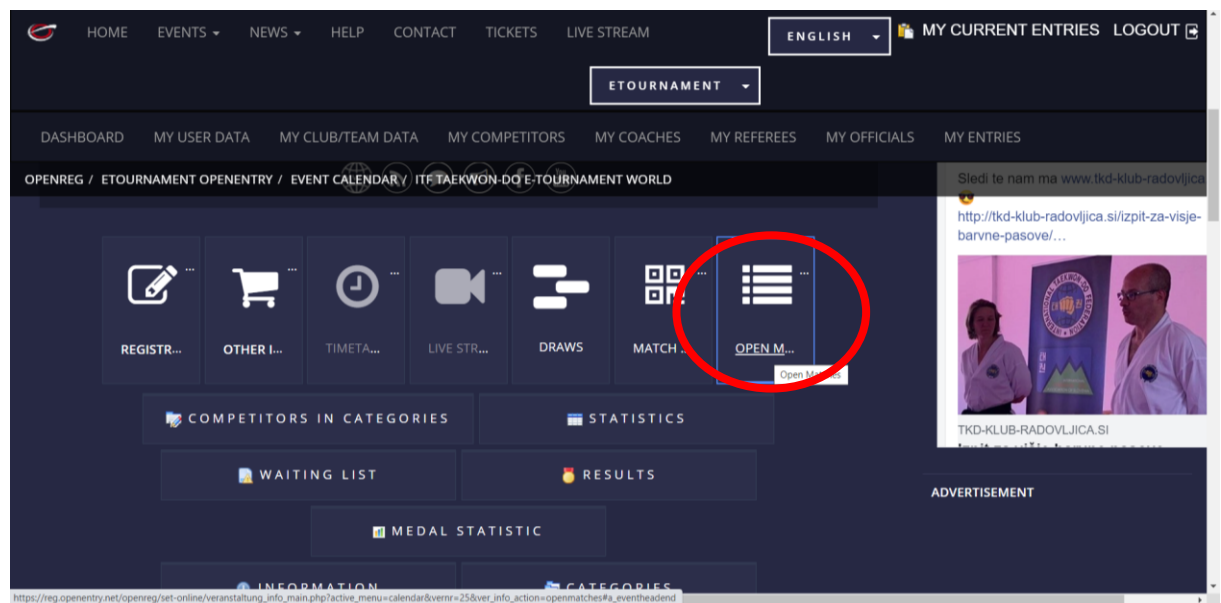 HOME EVENTS NEWS HELP CONTACT TICKETS LIVE STREAM
ENGLISH
MY CURRENT ENTRIES LOGOUT
ETOURNAMENT
DASHBOARD MY USER DATA MY CLUB/TEAM DATA MY COMPETITORS MY COACHES MY REFEREES MY OFFICIALS MY ENTRIES
OPENREG / ETOURNAMENT OPENENTRY / EVENT CALENDAR / ITF TAEKWON-DO E-TOURNAMENT WORLD
Sledi te nam ma www.tkd-klub-radovljica.
http://tkd-klub-radovljica.si/izpit-za-visje-
barvne-pasove/…
REGISTR... OTHER I... TIMETA... LIVE STR... DRAWS MATCH ... OPEN M...
Open Matches
COMPETITORS IN CATEGORIES STATISTICS
TKD-KLUB-RADOVLJICA.SI
WAITING LIST RESULTS
ADVERTISEMENT
MEDAL STATISTIC
INFORMATION CATEGORIES
https://reg.openentry.net/openreg/set-online/veranstaltung_info_main.php?active_menu=calendar&vernr=25&ver_info_action=openmatches#a_eventheadend